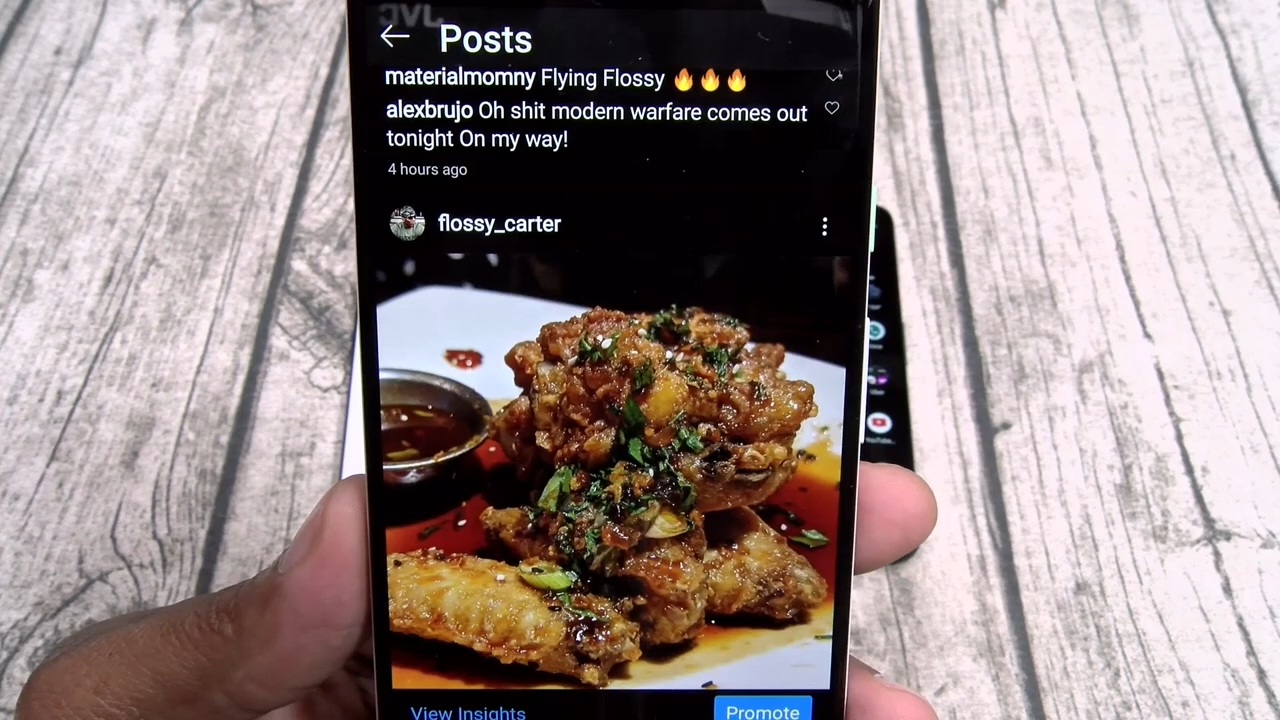 JVC
Posts
materialmomny Flying Flossy 🔥🔥🔥
alexbrujo Oh shit modern warfare comes out
tonight On my way!
4 hours ago
flossy_carter
View Insights
Promote